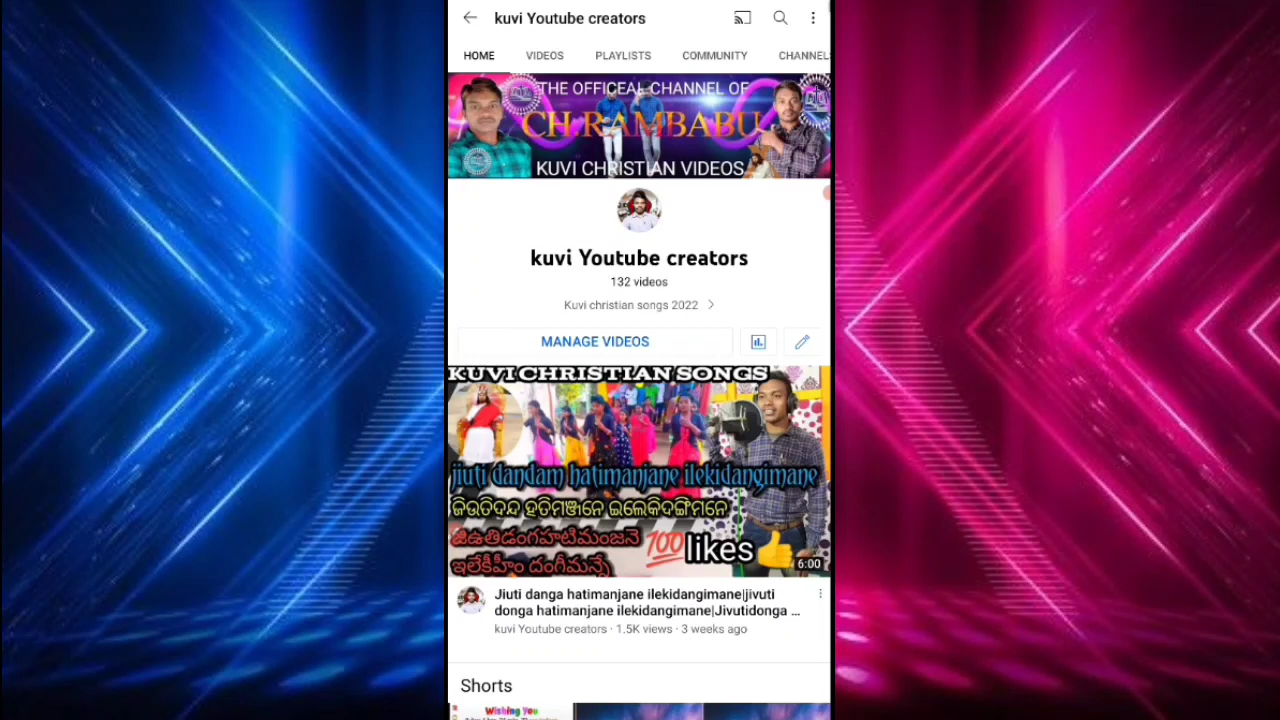 kuvi Youtube creators
HOME VIDEOS PLAYLISTS COMMUNITY CHANNELS
THE OFFICEAL CHANNEL OF
CH.RAMBABU
KUVI CHRISTIAN VIDEOS
kuvi Youtube creators
132 videos
Kuvi christian songs 2022
MANAGE VIDEOS
KUVI CHRISTIAN SONGS
jiuti dandam hatimanjane ilekidangimane
100 likes
6:00
Jiuti danga hatimanjane ilekidangimane|jivuti
donga hatimanjane ilekidangimane|Jivutidonga ...
kuvi Youtube creators · 1.5K views · 3 weeks ago
Shorts
Wishing You